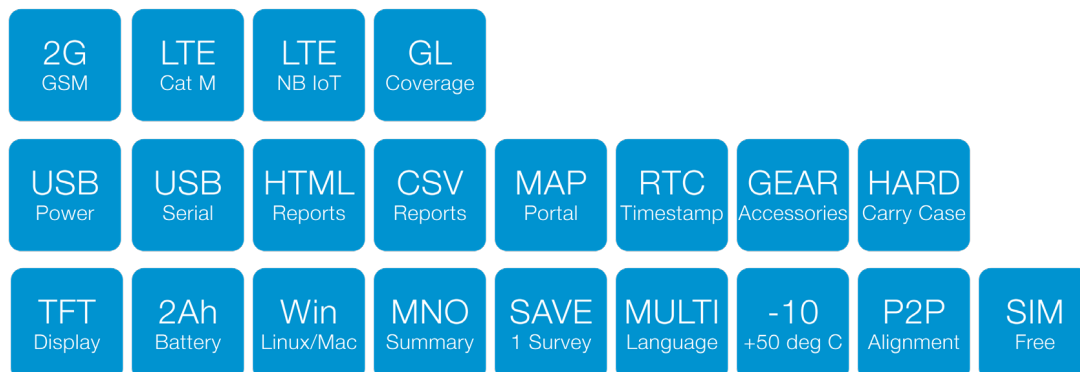 2G LTE LTE GL
GSM Cat M NB IoT Coverage
USB USB HTML CSV MAP RTC GEAR HARD
Power Serial Reports Reports Portal Timestamp Accessories Carry Case
TFT 2Ah Win MNO SAVE MULTI -10 P2P SIM
Display Battery Linux/Mac Summary 1 Survey Language +50 deg C Alignment Free